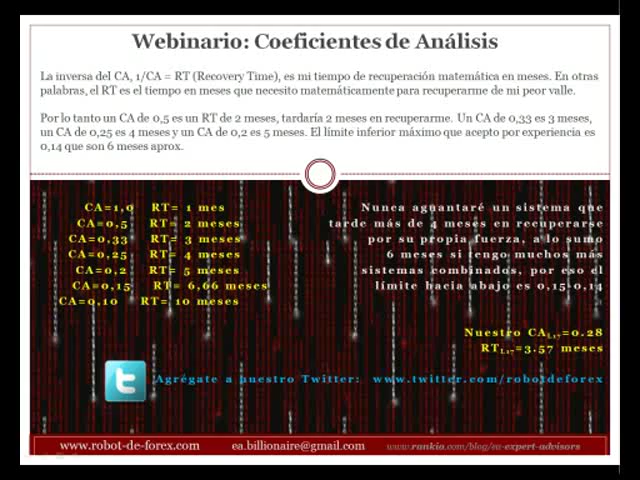 Webinario: Coeficientes de Análisis
La inversa del CA, 1/CA = RT (Recovery Time), es mi tiempo de recuperación matemática en meses. En otras
palabras, el RT es el tiempo en meses que necesito matemáticamente para recuperarme de mi peor valle.
Por lo tanto un CA de 0,5 es un RT de 2 meses, tardaría 2 meses en recuperarme. Un CA de 0,33 es 3 meses,
un CA de 0,25 es 4 meses y un CA de 0,2 es 5 meses. El límite inferior máximo que acepto por experiencia es
0,14 que son 6 meses aprox.
CA=1,0 RT= 1 mes
CA=0,5 RT= 2 meses
CA=0,33 RT= 3 meses
CA=0,25 RT= 4 meses
CA=0,2 RT= 5 meses
CA=0,15 RT= 6,66 meses
CA=0,10 RT= 10 meses
Nunca aguantaré un sistema que
tarde más de 4 meses en recuperarse
por su propia fuerza, a lo sumo
6 meses si tengo muchos más
sistemas combinados, por eso el
límite hacia abajo es 0,15-0,14
Nuestro CAL17=0.28
RTL17=3.57 meses
Agrégate a nuestro Twitter: www.twitter.com/robotdeforex
www.robot-de-forex.com ea.billionaire@gmail.com www.rankia.com/blog/ea-expert-advisors